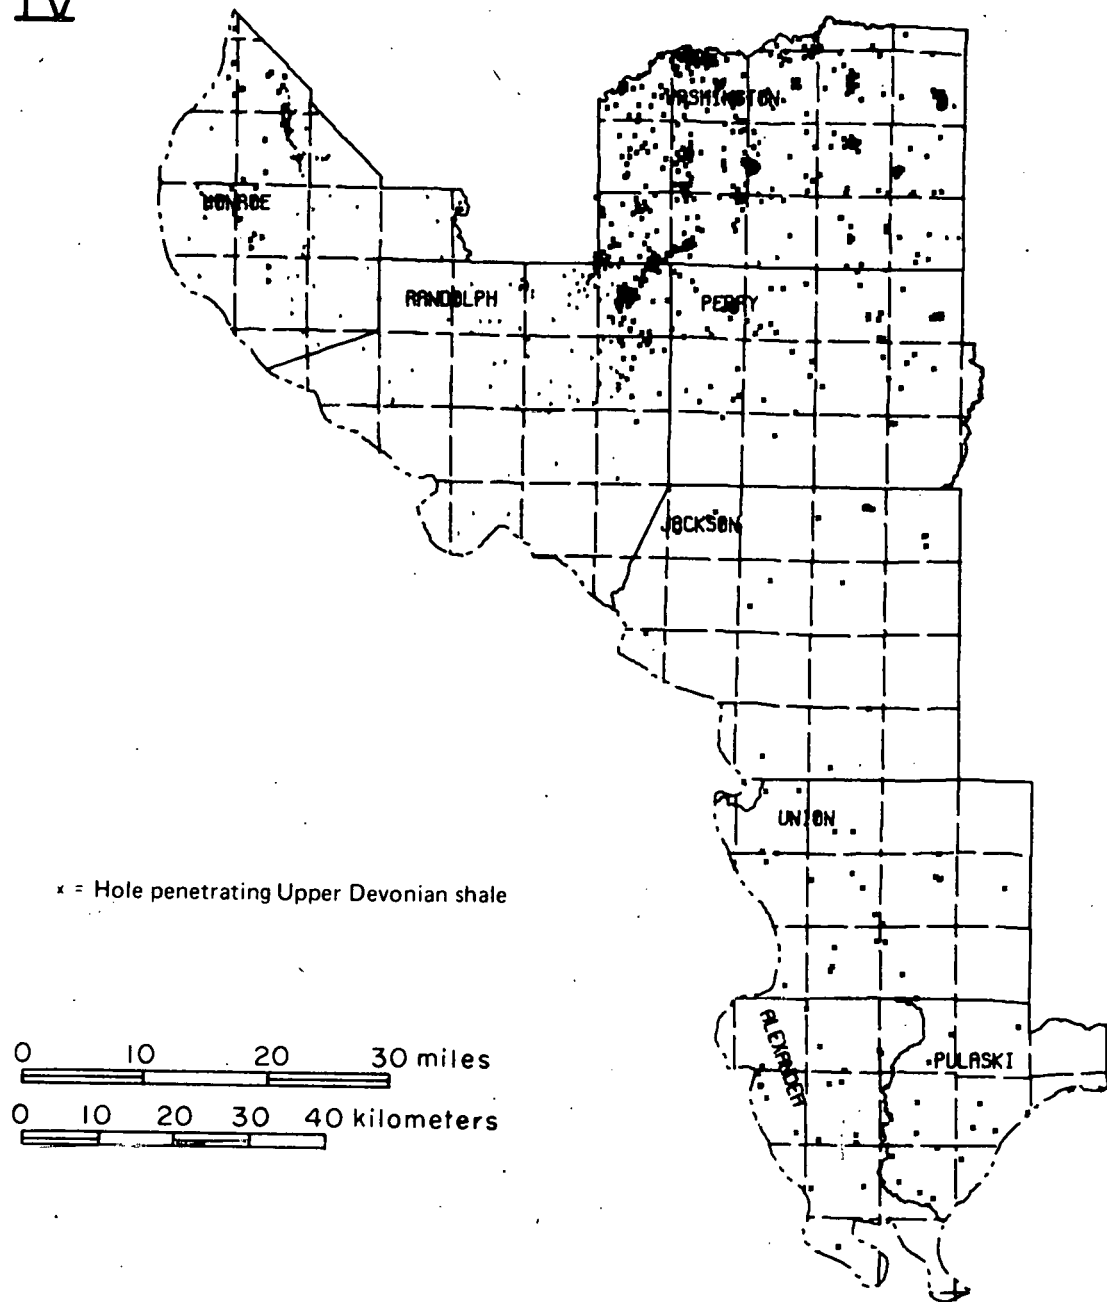 IV
WASHINGTON
MONROE
RANDOLPH
PERRY
JACKSON
x = Hole penetrating Upper Devonian shale
UNION
ALEXANDER
PULASKI
0 10 20 30 miles
0 10 20 30 40 kilometers